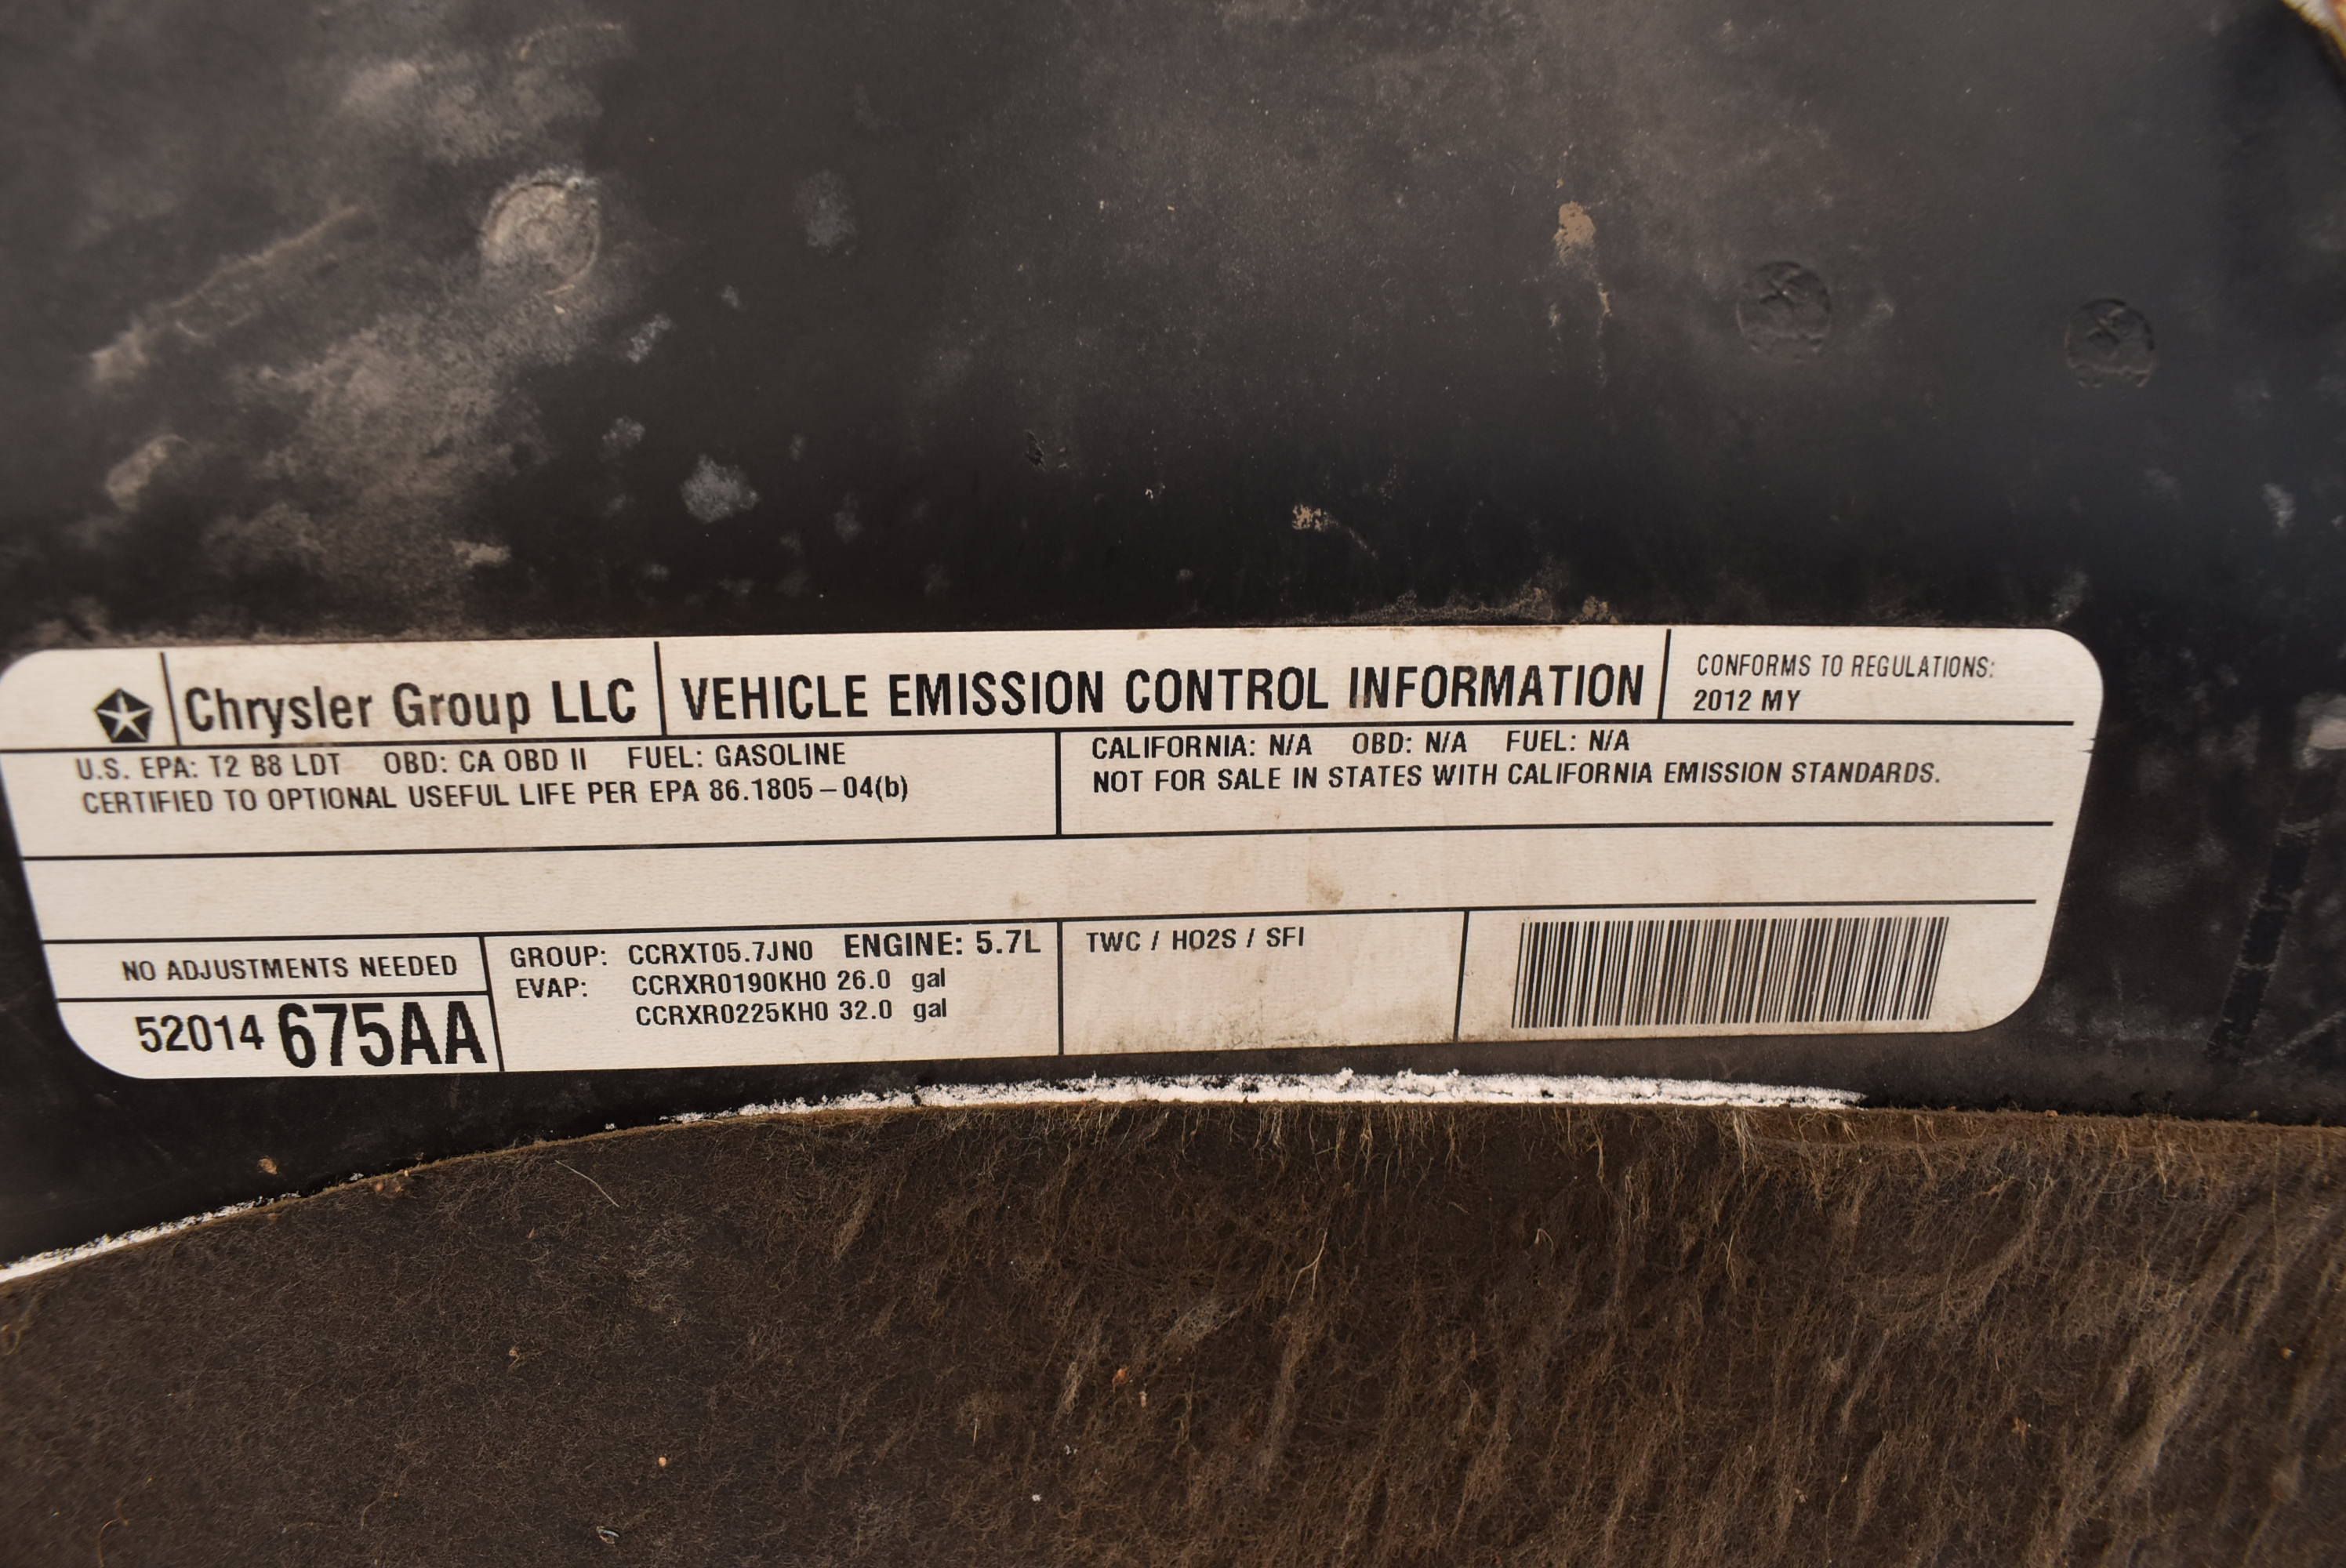 Chrysler Group LLC VEHICLE EMISSION CONTROL INFORMATION
CONFORMS TO REGULATIONS:
2012 MY
U.S. EPA: T2 B8 LDT OBD: CA OBD II FUEL: GASOLINE
CERTIFIED TO OPTIONAL USEFUL LIFE PER EPA 86.1805–04(b)
CALIFORNIA: N/A OBD: N/A FUEL: N/A
NOT FOR SALE IN STATES WITH CALIFORNIA EMISSION STANDARDS.
NO ADJUSTMENTS NEEDED
52014 675AA
GROUP: CCRXT05.7JN0 ENGINE: 5.7L
EVAP: CCRXR0190KH0 26.0 gal
CCRXR0225KH0 32.0 gal
TWC / HO2S / SFI